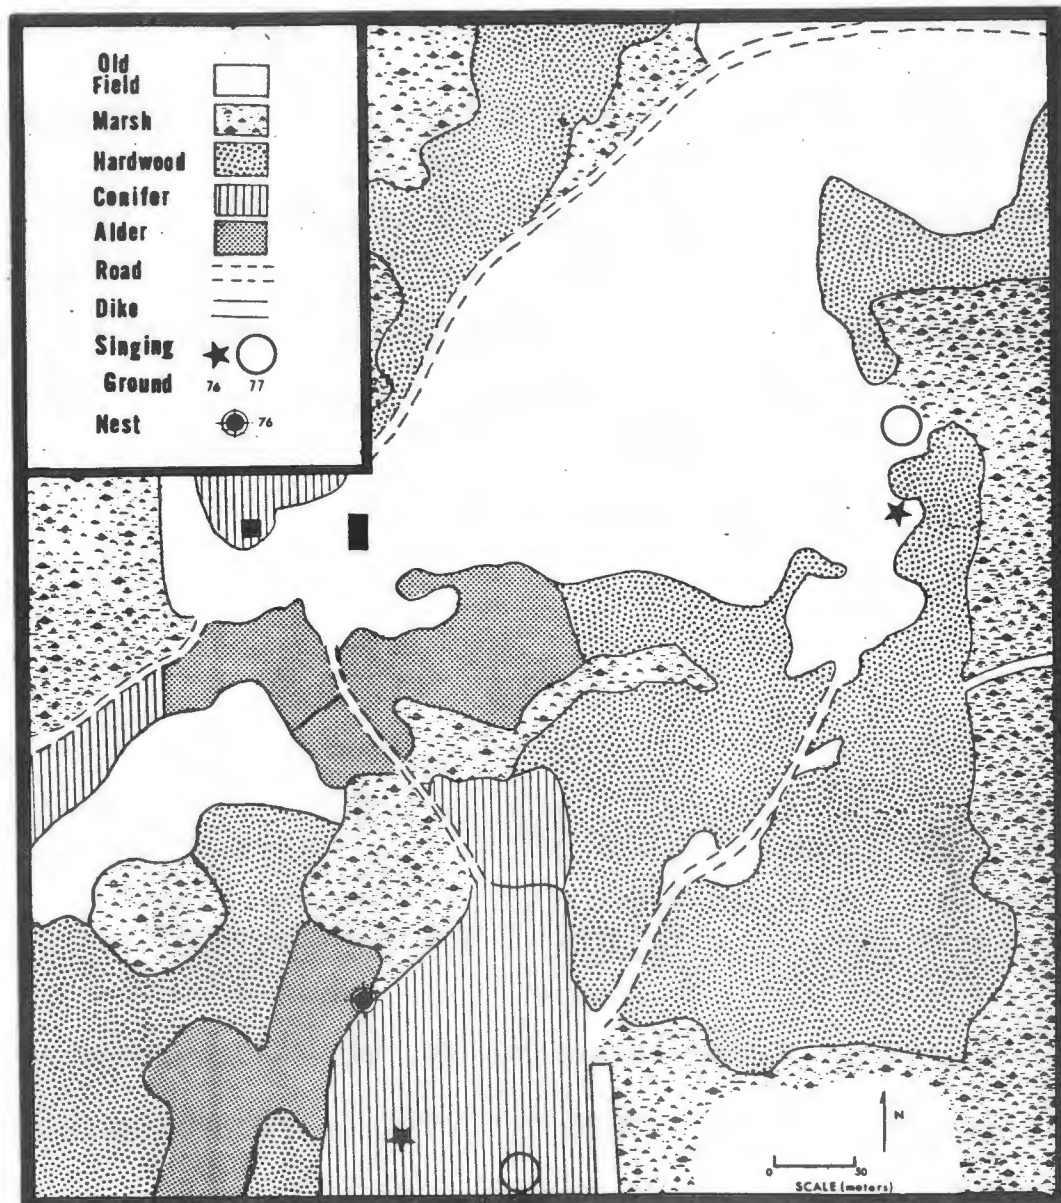 Old
Field
Marsh
Hardwood
Conifer
Alder
Road
Dike
Singing
Ground 76 77
Nest 76
N
0 50
SCALE (meters)